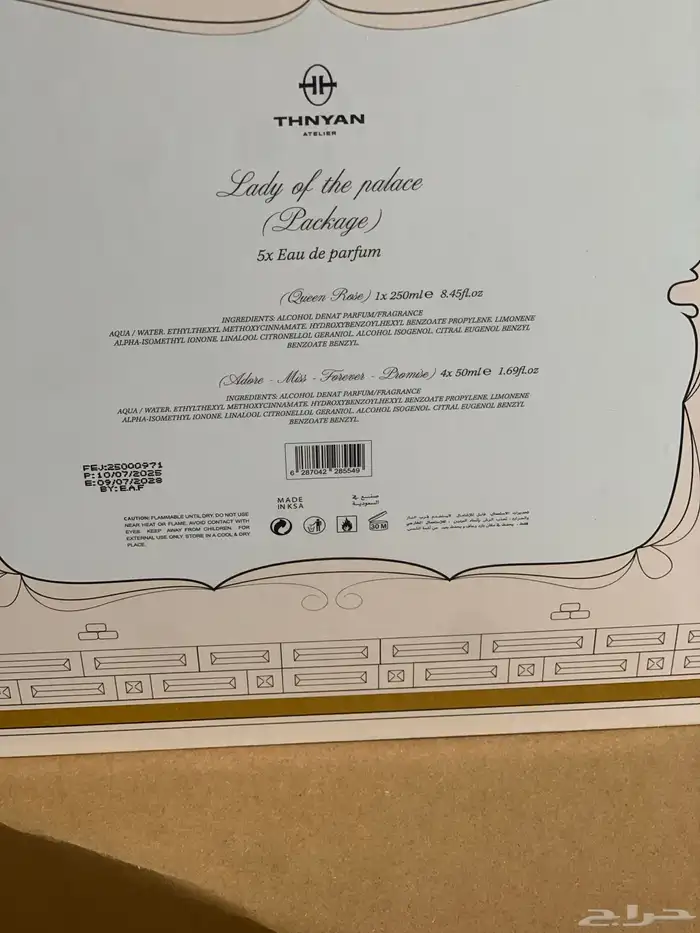 THNYAN
ATELIER
Lady of the palace
(Package)
5x Eau de parfum
(Queen Rose) 1x 250ml e 8.45fl.oz
INGREDIENTS: ALCOHOL DENAT PARFUM/FRAGRANCE
AQUA / WATER. ETHYLTHEXYL METHOXYCINNAMATE. HYDROXYBENZOYLHEXYL BENZOATE PROPYLENE. LIMONENE
ALPHA-ISOMETHYL IONONE. LINALOOL CITRONELLOL GERANIOL. ALCOHOL ISOGENOL. CITRAL EUGENOL BENZYL
BENZOATE BENZYL.
(Adore - Miss - Forever - Promise) 4x 50ml e 1.69fl.oz
INGREDIENTS: ALCOHOL DENAT PARFUM/FRAGRANCE
AQUA / WATER. ETHYLTHEXYL METHOXYCINNAMATE. HYDROXYBENZOYLHEXYL BENZOATE PROPYLENE. LIMONENE
ALPHA-ISOMETHYL IONONE. LINALOOL CITRONELLOL GERANIOL. ALCOHOL ISOGENOL. CITRAL EUGENOL BENZYL
BENZOATE BENZYL.
6 287042 285549
FEJ:25000971
P:10/07/2025
E:09/07/2028
BY:E.A.F
MADE
IN KSA
صنع في
السعودية
CAUTION: FLAMMABLE UNTIL DRY, DO NOT USE
NEAR HEAT OR FLAME, AVOID CONTACT WITH
EYES. KEEP AWAY FROM CHILDREN. FOR
EXTERNAL USE ONLY. STORE IN A COOL & DRY
PLACE.
30 M
حراج